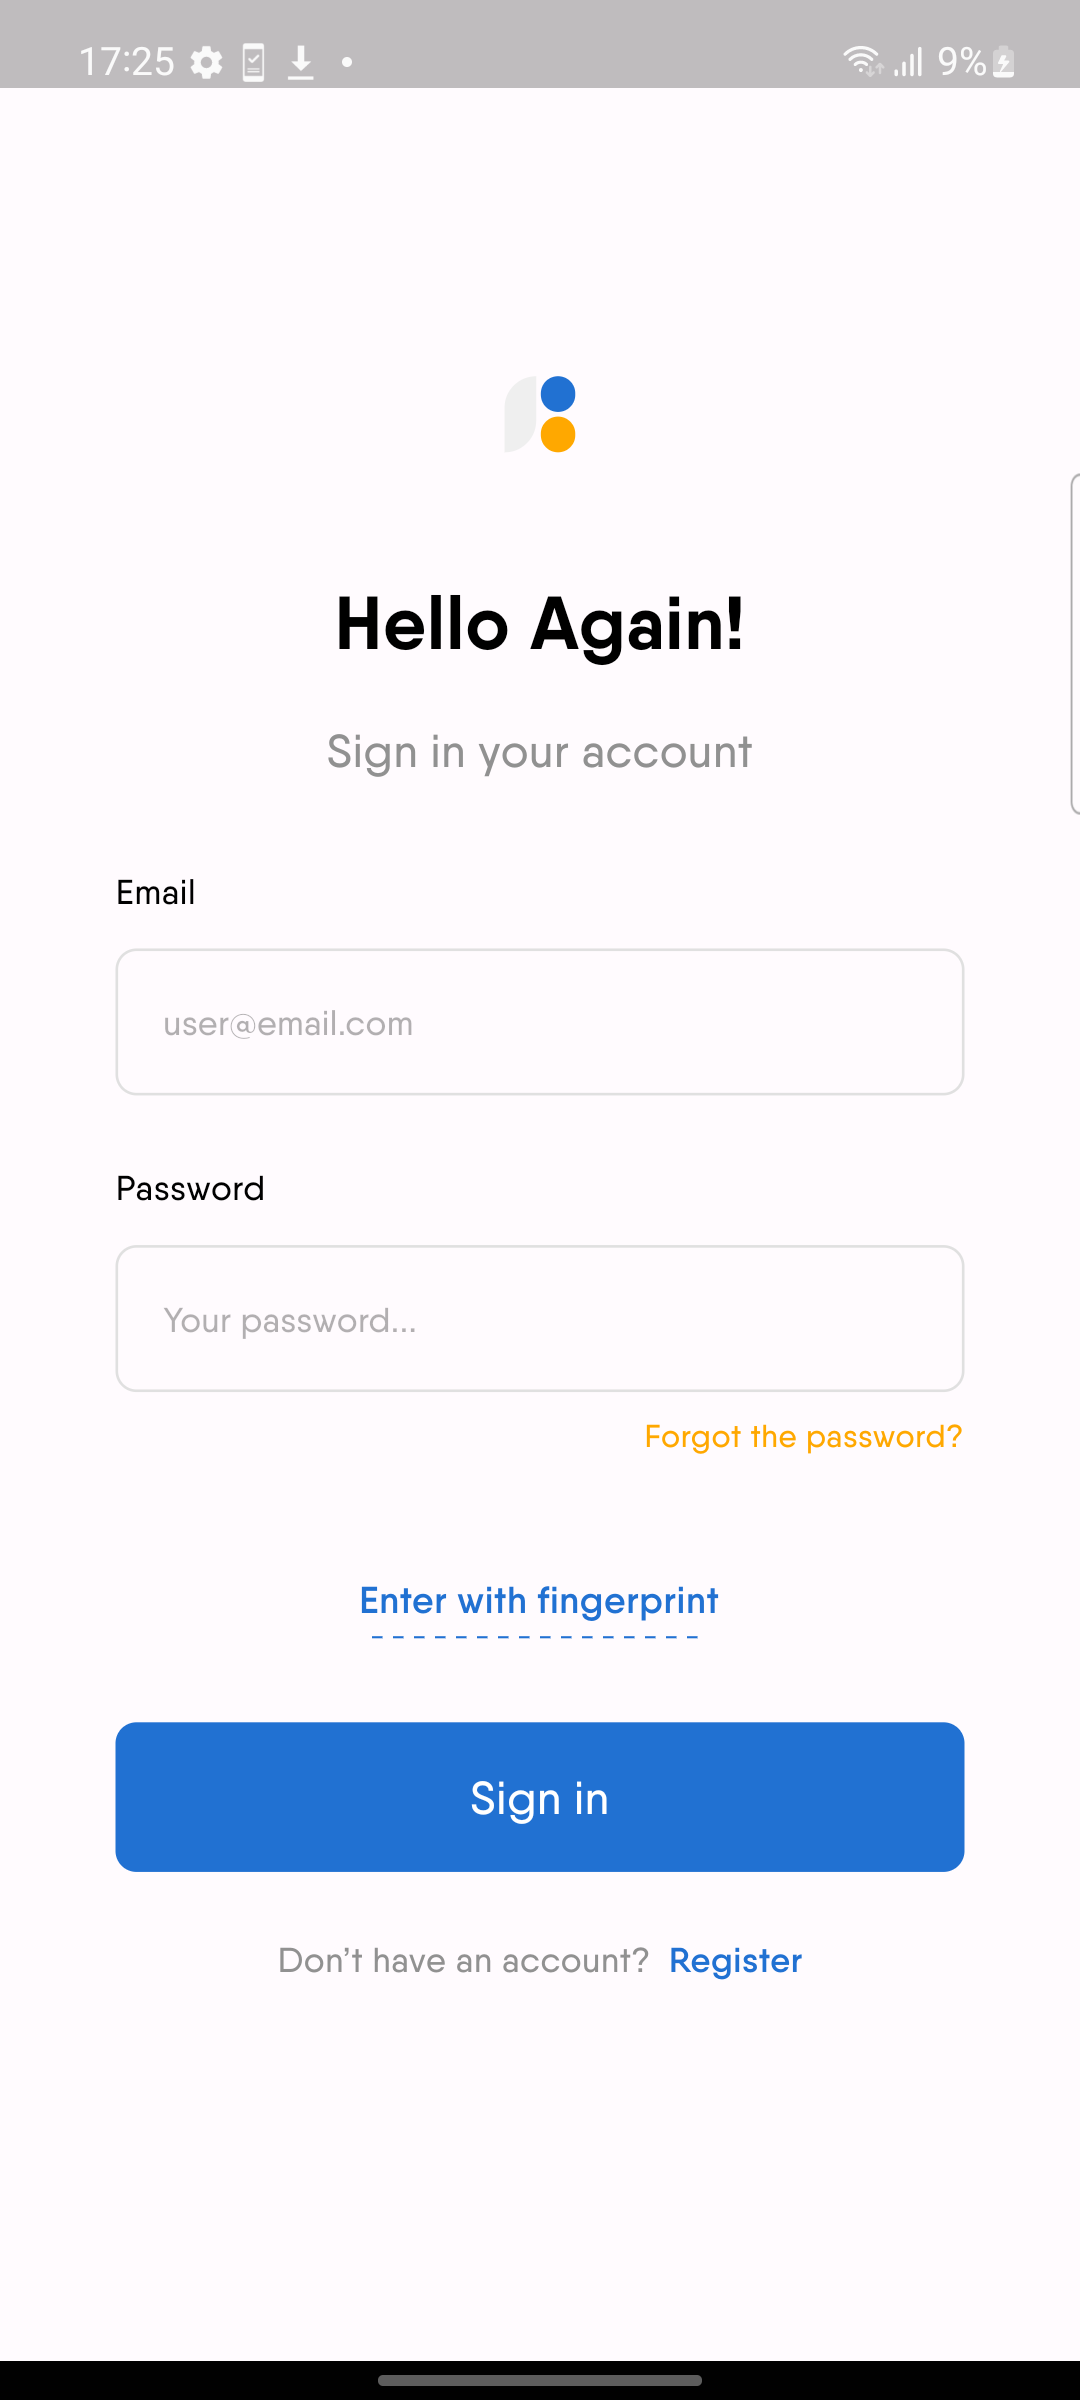 17:25 9%
Hello Again!
Sign in your account
Email
user@email.com
Password
Your password...
Forgot the password?
Enter with fingerprint
Sign in
Don’t have an account? Register